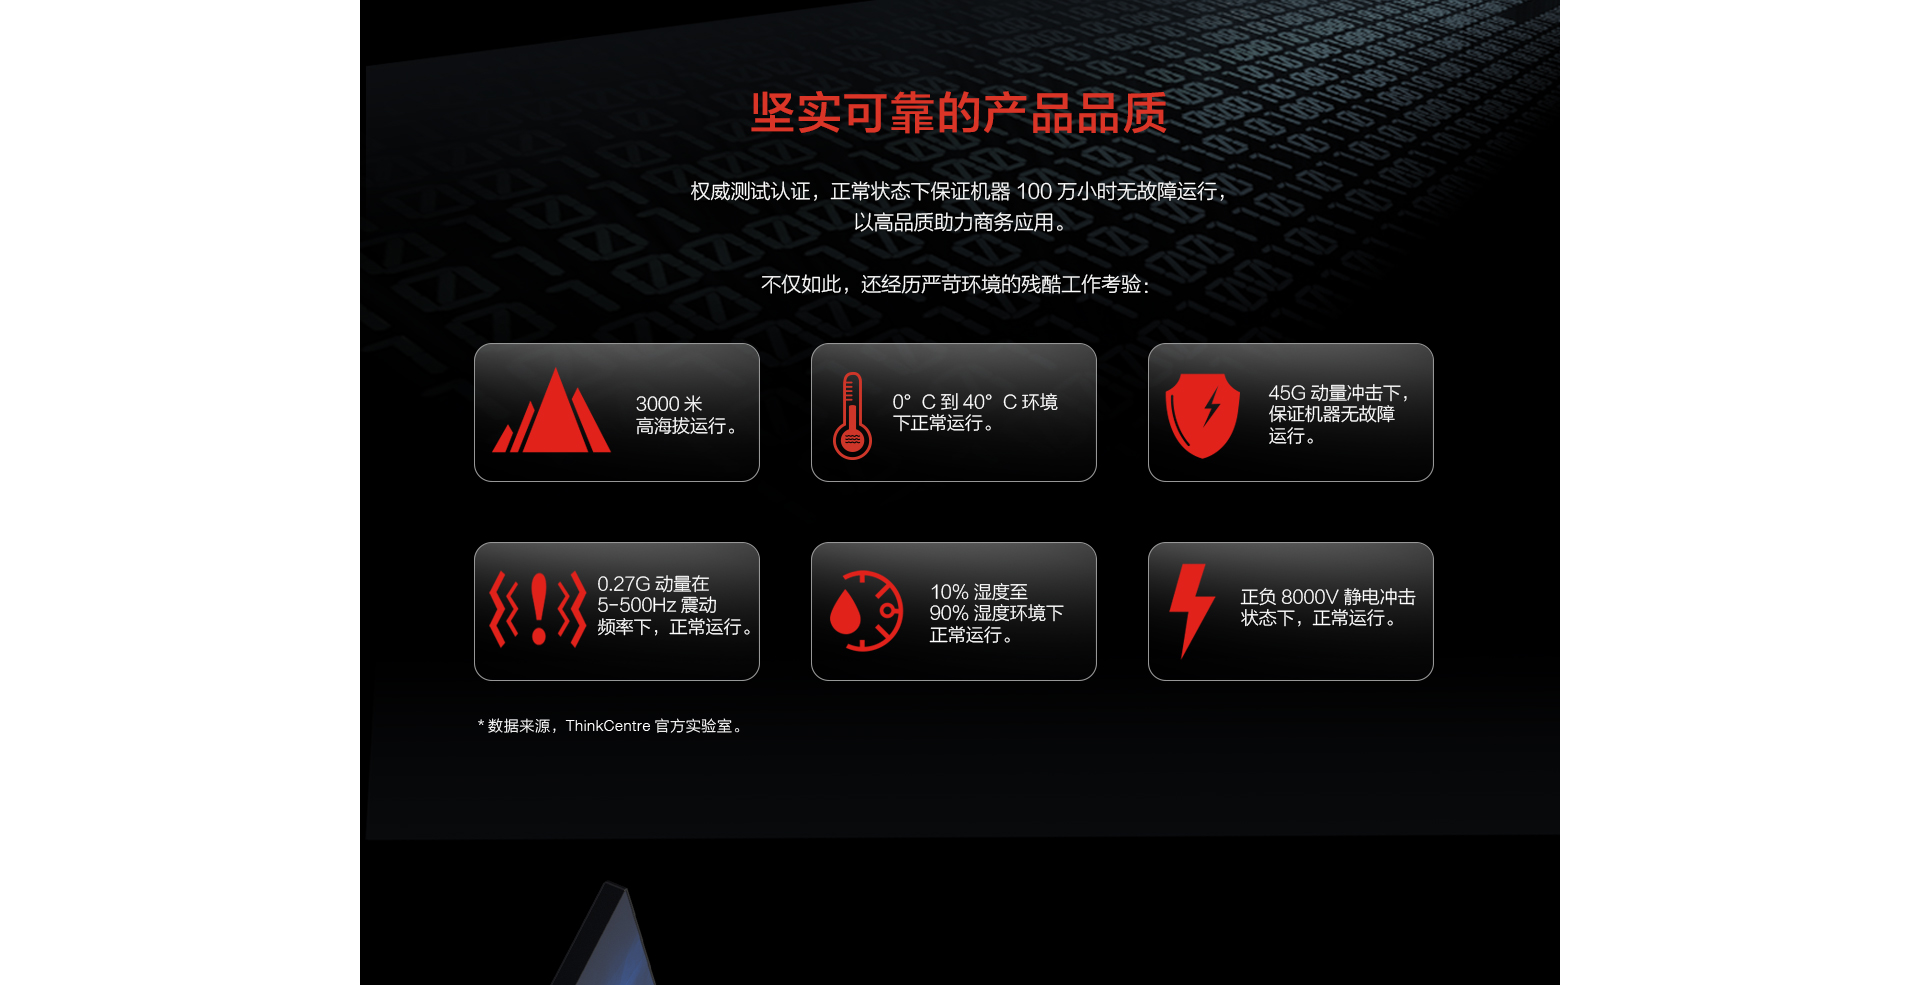 坚实可靠的产品品质
权威测试认证，正常状态下保证机器 100 万小时无故障运行，
以高品质助力商务应用。
不仅如此，还经历严苛环境的残酷工作考验：
3000 米
高海拔运行。
0° C 到 40° C 环境
下正常运行。
45G 动量冲击下，
保证机器无故障
运行。
0.27G 动量在
5-500Hz 震动
频率下，正常运行。
10% 湿度至
90% 湿度环境下
正常运行。
正负 8000V 静电冲击
状态下，正常运行。
* 数据来源，ThinkCentre 官方实验室。